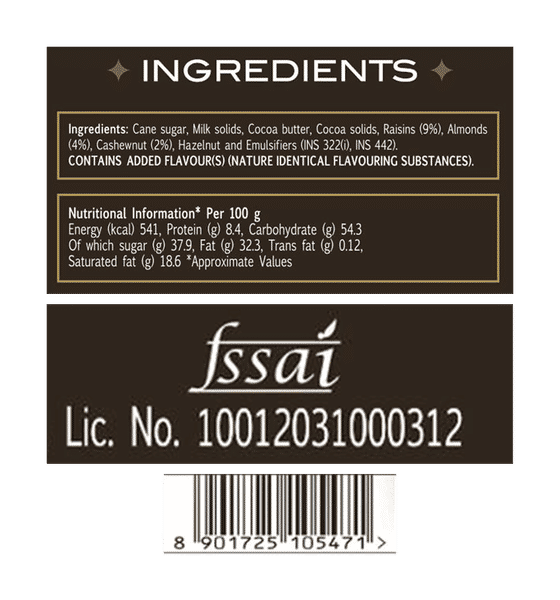 INGREDIENTS
Ingredients: Cane sugar, Milk solids, Cocoa butter, Cocoa solids, Raisins (9%), Almonds
(4%), Cashewnut (2%), Hazelnut and Emulsifiers (INS 322(i), INS 442).
CONTAINS ADDED FLAVOUR(S) (NATURE IDENTICAL FLAVOURING SUBSTANCES).
Nutritional Information* Per 100 g
Energy (kcal) 541, Protein (g) 8.4, Carbohydrate (g) 54.3
Of which sugar (g) 37.9, Fat (g) 32.3, Trans fat (g) 0.12,
Saturated fat (g) 18.6 *Approximate Values
fssai
Lic. No. 10012031000312
8 901725 105471 >